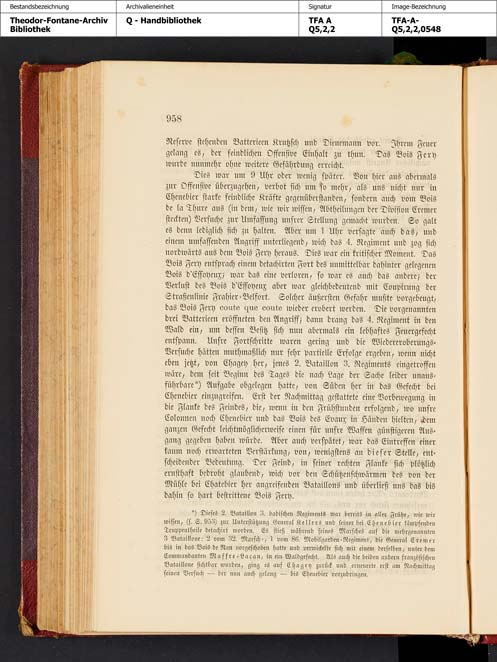 Bestandsbezeichnung
Archivalieneinheit
Signatur
Image-Bezeichnung
Theodor-Fontane-Archiv
Bibliothek
Q - Handbibliothek
TFA A
Q5,2,2
TFA-A-
Q5,2,2,0548
958
Reserve stehenden Batterieen Krutzsch und Dienemann vor. Ihrem Feuer
gelang es, der feindlichen Offensive Einhalt zu thun. Das Bois Fery
wurde nunmehr ohne weitere Gefährdung erreicht.
Dies war um 9 Uhr oder wenig später. Von hier aus abermals
zur Offensive überzugehen, verbot sich um so mehr, als uns nicht nur in
Chenebier starke feindliche Kräfte gegenüberstanden, sondern auch vom Bois
de la Thure aus (in dem, wie wir wissen, Abtheilungen der Division Cremer
steckten) Versuche zur Umfassung unsrer Stellung gemacht wurden. So galt
es denn lediglich sich zu halten. Aber um 1 Uhr versagte auch das, und
einem umfassenden Angriff unterliegend, wich das 4. Regiment und zog sich
nordwärts aus dem Bois Fery heraus. Dies war ein kritischer Moment. Das
Bois Fery entsprach einem detachirten Fort des unmittelbar dahinter gelegenen
Bois d'Essoyeux; war das eine verloren, so war es auch das andere; der
Verlust des Bois d'Essoyeux aber war gleichbedeutend mit Coupirung der
Straßenlinie Frahier-Belfort. Solcher äußersten Gefahr mußte vorgebeugt,
das Bois Fery coute que coute wieder erobert werden. Die vorgenannten
drei Batterieen eröffneten den Angriff; dann drang das 4. Regiment in den
Wald ein, um dessen Besitz sich nun abermals ein lebhaftes Feuergefecht
entspann. Unsre Fortschritte waren gering und die Wiedereroberungs-
Versuche hätten muthmaßlich nur sehr partielle Erfolge ergeben, wenn nicht
eben jetzt, von Chagey her, jenes 2. Bataillon 3. Regiments eingetroffen
wäre, dem seit Beginn des Tages die nach Lage der Sache leider unaus-
führbare*) Aufgabe obgelegen hatte, von Süden her in das Gefecht bei
Chenebier einzugreifen. Erst der Nachmittag gestattete eine Vorbewegung in
die Flanke des Feindes, die, wenn in den Frühstunden erfolgend, wo unsre
Colonnen noch Chenebier und das Bois des Evaux in Händen hielten, dem
ganzen Gefecht leichtmöglicherweise einen für unsre Waffen günstigeren Aus-
gang gegeben haben würde. Aber auch verspätet, war das Eintreffen einer
kaum noch erwarteten Verstärkung, von, wenigstens an dieser Stelle, ent-
scheidender Bedeutung. Der Feind, in seiner rechten Flanke sich plötzlich
ernsthaft bedroht glaubend, wich vor den Schützenschwärmen des von der
Mühle bei Chatebier her angreifenden Bataillons und überließ uns das bis
dahin so hart bestrittene Bois Fery.
*) Dieses 2. Bataillon 3. badischen Regiments war bereits in aller Frühe, wie wir
wissen, (s. S. 953) zur Unterstützung General Kellers und seiner bei Chenebier kämpfenden
Truppentheile detachirt worden. Es stieß während seines Marsches auf die mehrgenannten
3 Bataillone: 2 vom 32. Marsch-, 1 vom 86. Mobilgarden-Regiment, die General Cremer
bis in das Bois de Nan vorgeschoben hatte und verwickelte sich mit einem derselben, unter dem
Commandanten Maffre-Lacan, in ein Waldgefecht. Als auch die beiden andern französischen
Bataillone sichtbar wurden, ging es auf Chagey zurück und erneuerte erst am Nachmittag
seinen Versuch — der nun auch gelang — bis Chenebier vorzudringen.